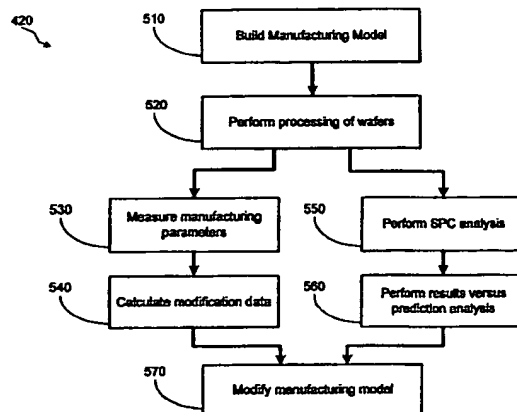 420
510
Build Manufacturing Model
520
Perform processing of wafers
530
Measure manufacturing
parameters
550
Perform SPC analysis
540
Calculate modification data
560
Perform results versus
prediction analysis
570
Modify manufacturing model